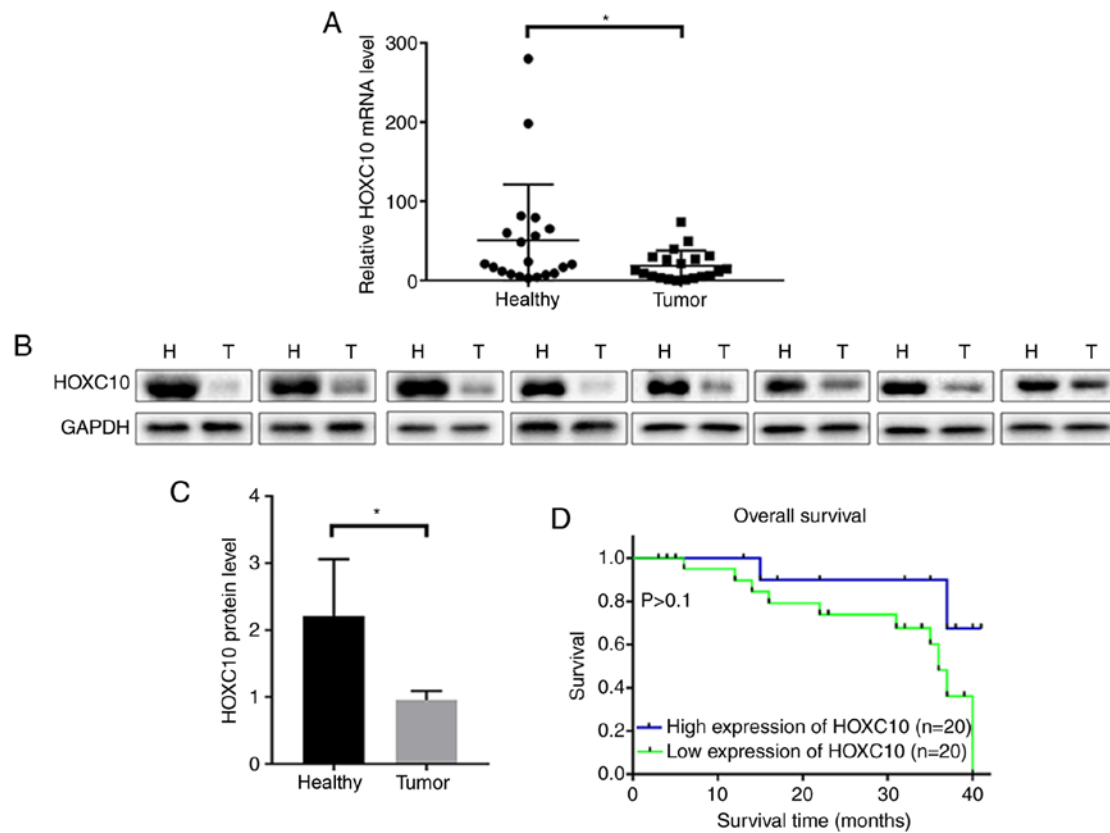 A
*
Relative HOXC10 mRNA level
300
200
100
0
Healthy Tumor
B
H T H T H T H T H T H T H T H T
HOXC10
GAPDH
C
*
HOXC10 protein level
4
3
2
1
0
Healthy Tumor
D
Overall survival
Survival
1.0
0.8
0.6
0.4
0.2
0.0
P>0.1
High expression of HOXC10 (n=20)
Low expression of HOXC10 (n=20)
0 10 20 30 40
Survival time (months)